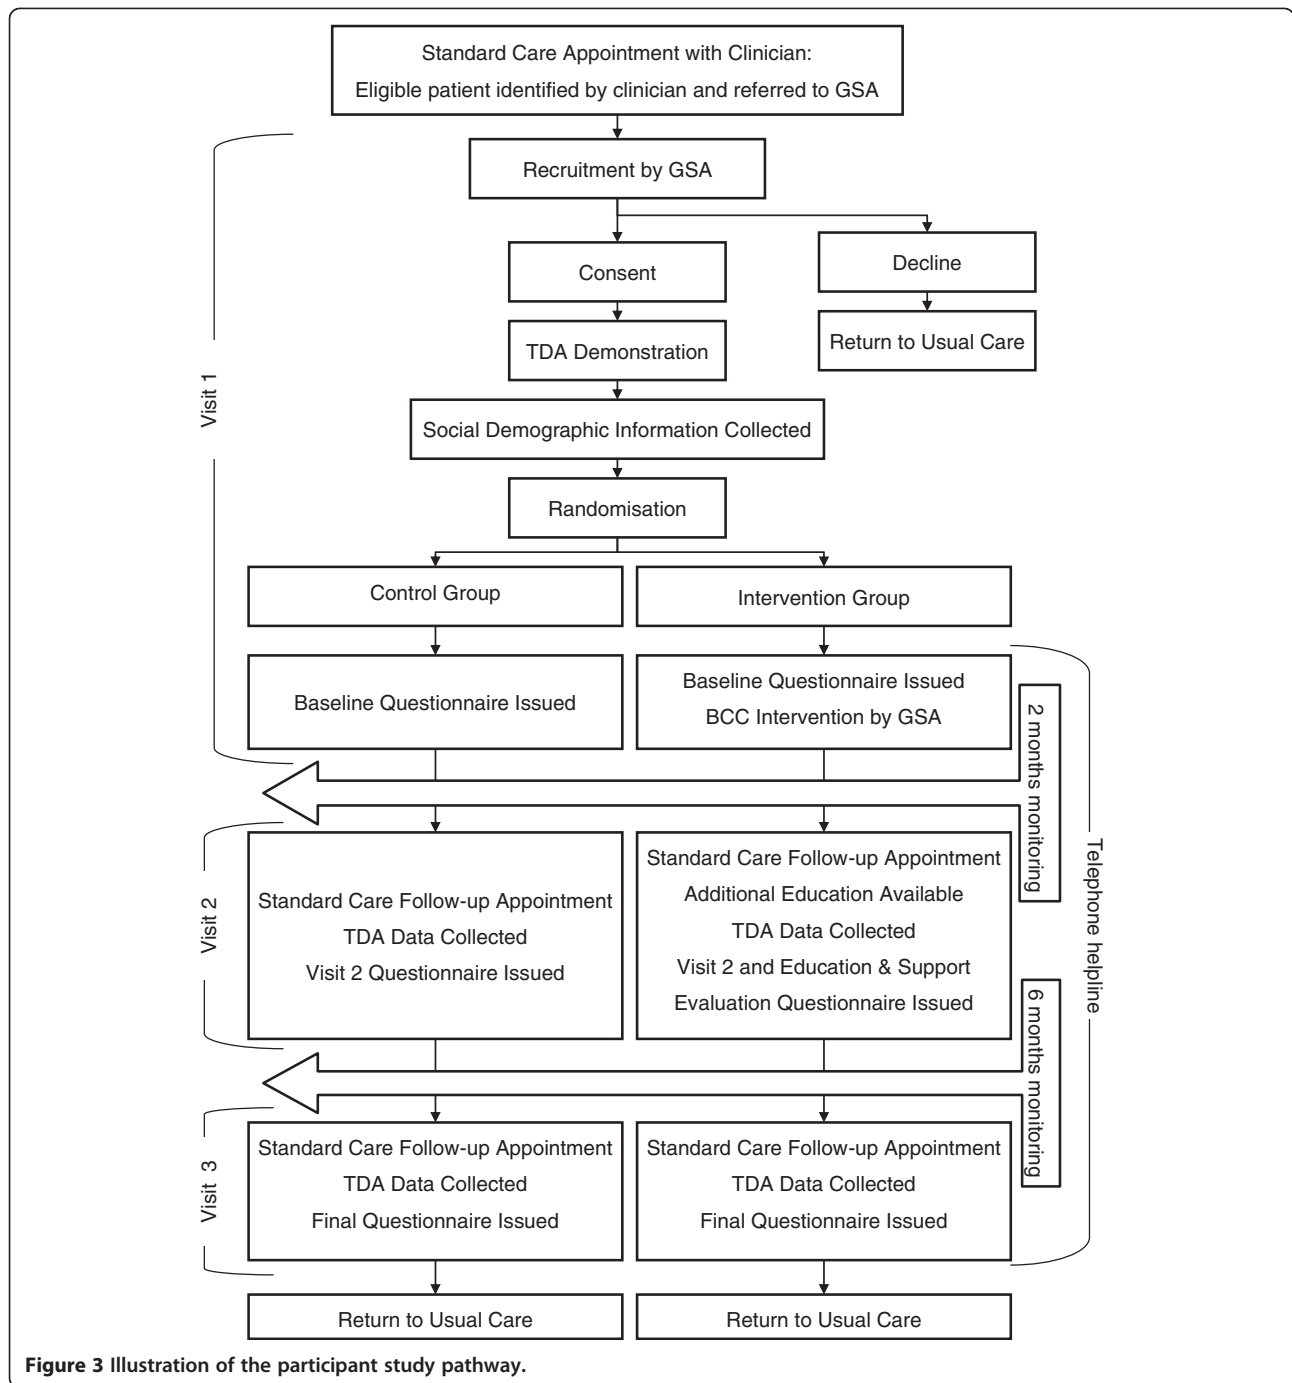 Standard Care Appointment with Clinician:
Eligible patient identified by clinician and referred to GSA
Recruitment by GSA
Consent
Decline
TDA Demonstration
Return to Usual Care
Visit 1
Social Demographic Information Collected
Randomisation
Control Group
Intervention Group
Baseline Questionnaire Issued
Baseline Questionnaire Issued
BCC Intervention by GSA
2 months monitoring
Telephone helpline
Visit 2
Standard Care Follow-up Appointment
TDA Data Collected
Visit 2 Questionnaire Issued
Standard Care Follow-up Appointment
Additional Education Available
TDA Data Collected
Visit 2 and Education & Support
Evaluation Questionnaire Issued
6 months monitoring
Visit 3
Standard Care Follow-up Appointment
TDA Data Collected
Final Questionnaire Issued
Standard Care Follow-up Appointment
TDA Data Collected
Final Questionnaire Issued
Return to Usual Care
Return to Usual Care
Figure 3 Illustration of the participant study pathway.